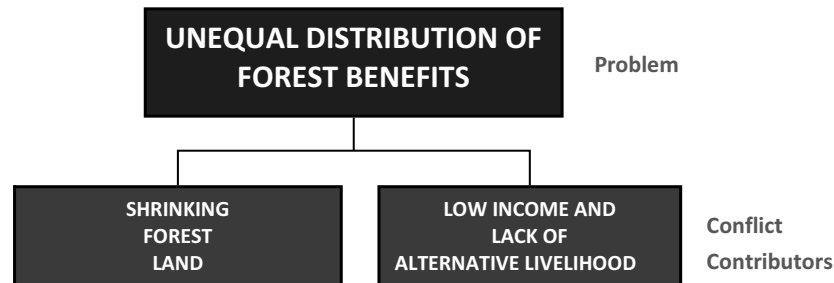 UNEQUAL DISTRIBUTION OF
FOREST BENEFITS
Problem
SHRINKING
FOREST
LAND
LOW INCOME AND
LACK OF
ALTERNATIVE LIVELIHOOD
Conflict
Contributors